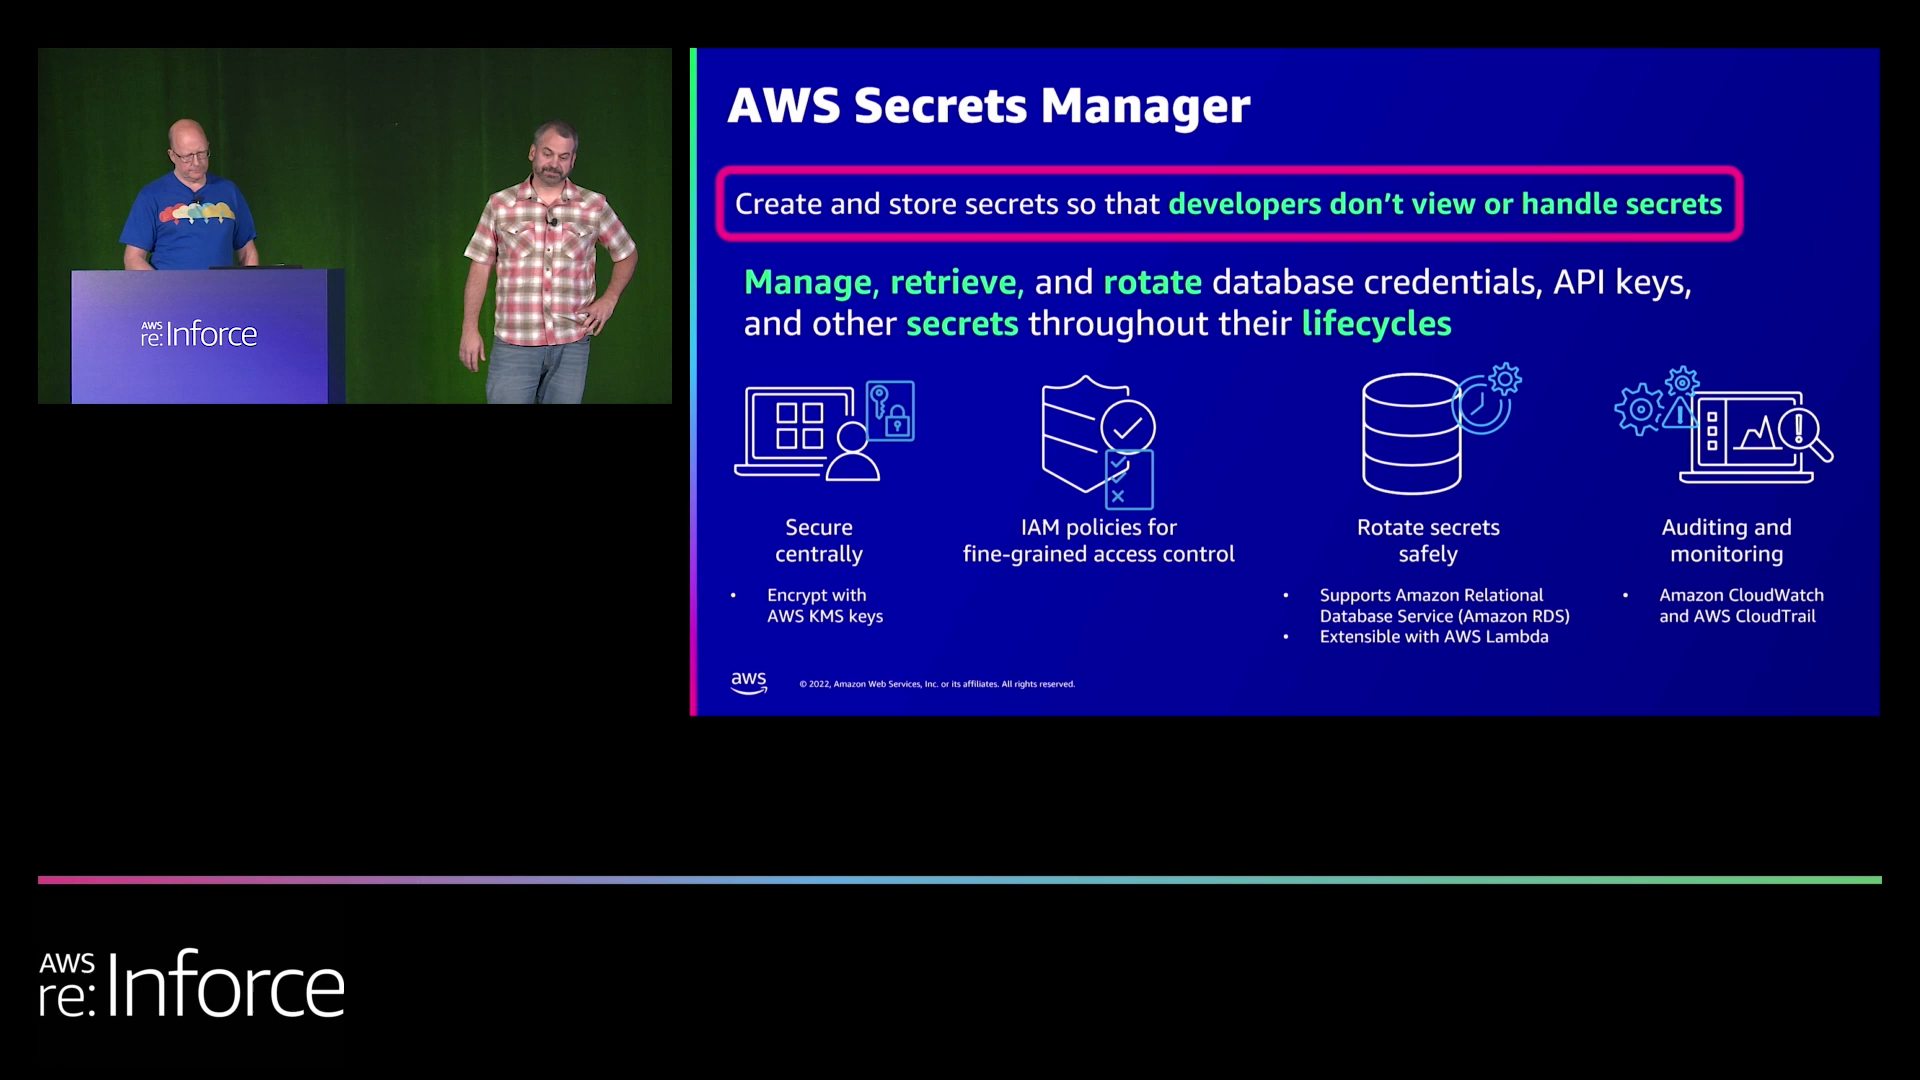 AWS
re:Inforce
AWS Secrets Manager
Create and store secrets so that developers don’t view or handle secrets
Manage, retrieve, and rotate database credentials, API keys,
and other secrets throughout their lifecycles
Secure
centrally
• Encrypt with
AWS KMS keys
IAM policies for
fine-grained access control
Rotate secrets
safely
• Supports Amazon Relational
Database Service (Amazon RDS)
• Extensible with AWS Lambda
Auditing and
monitoring
• Amazon CloudWatch
and AWS CloudTrail
aws
© 2022, Amazon Web Services, Inc. or its affiliates. All rights reserved.
AWS
re:Inforce